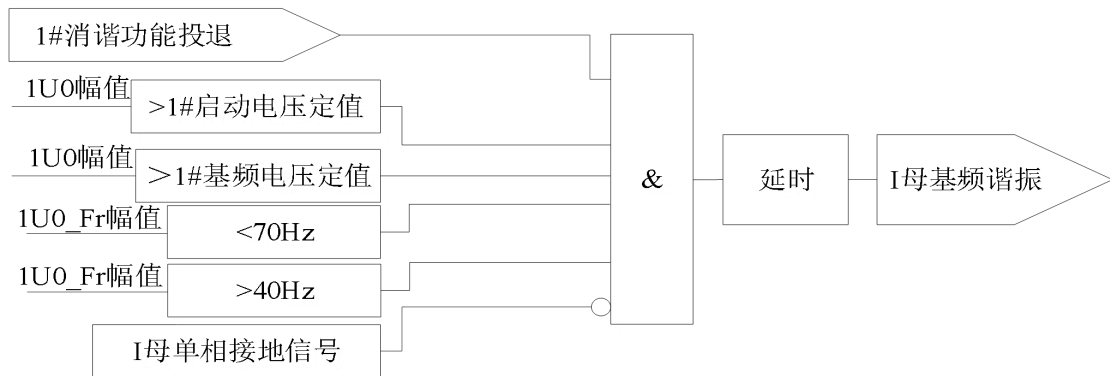 1#消谐功能投退
1U0幅值
>1#启动电压定值
1U0幅值
>1#基频电压定值
1U0_Fr幅值
<70Hz
1U0_Fr幅值
>40Hz
I母单相接地信号
&
延时
I母基频谐振